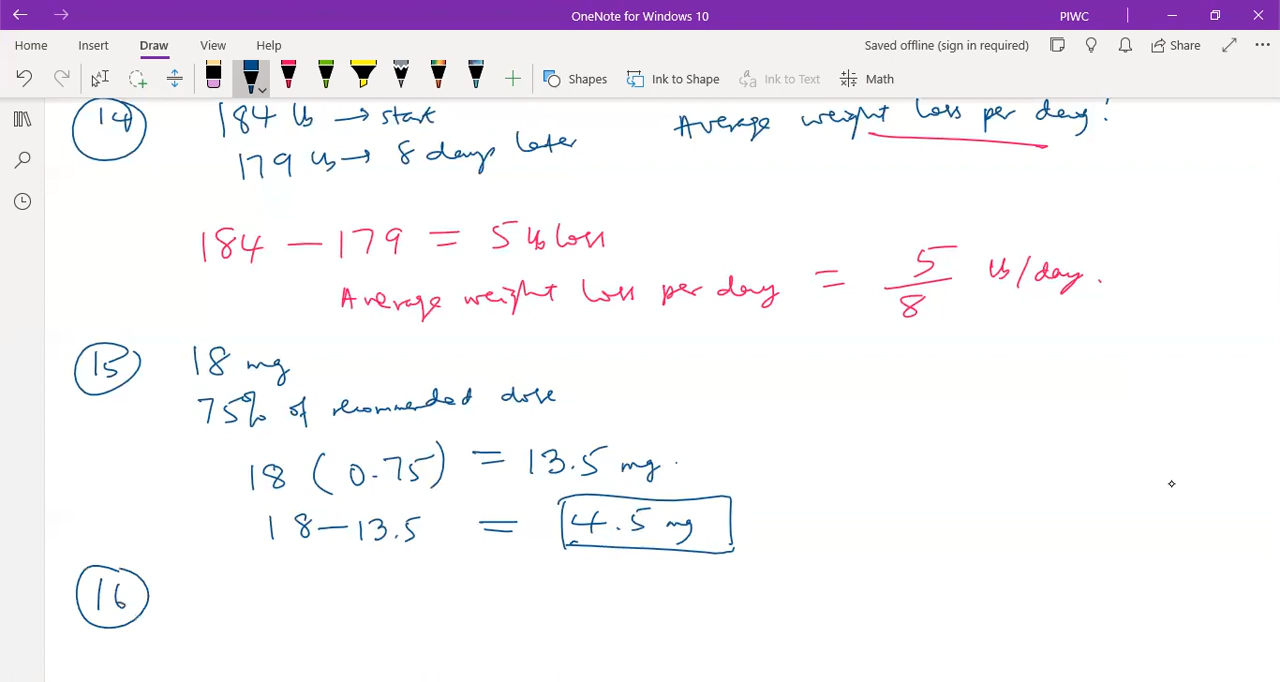 OneNote for Windows 10
PIWC
Home Insert Draw View Help
Saved offline (sign in required)
Share
Shapes Ink to Shape Ink to Text Math
14 184 lb → start Average weight loss per day?
179 lb → 8 days later
184 − 179 = 5 lb loss
Average weight loss per day = 5/8 lb/day.
15 18 mg
75% of recommended dose
18 (0.75) = 13.5 mg.
18 − 13.5 = 4.5 mg
16